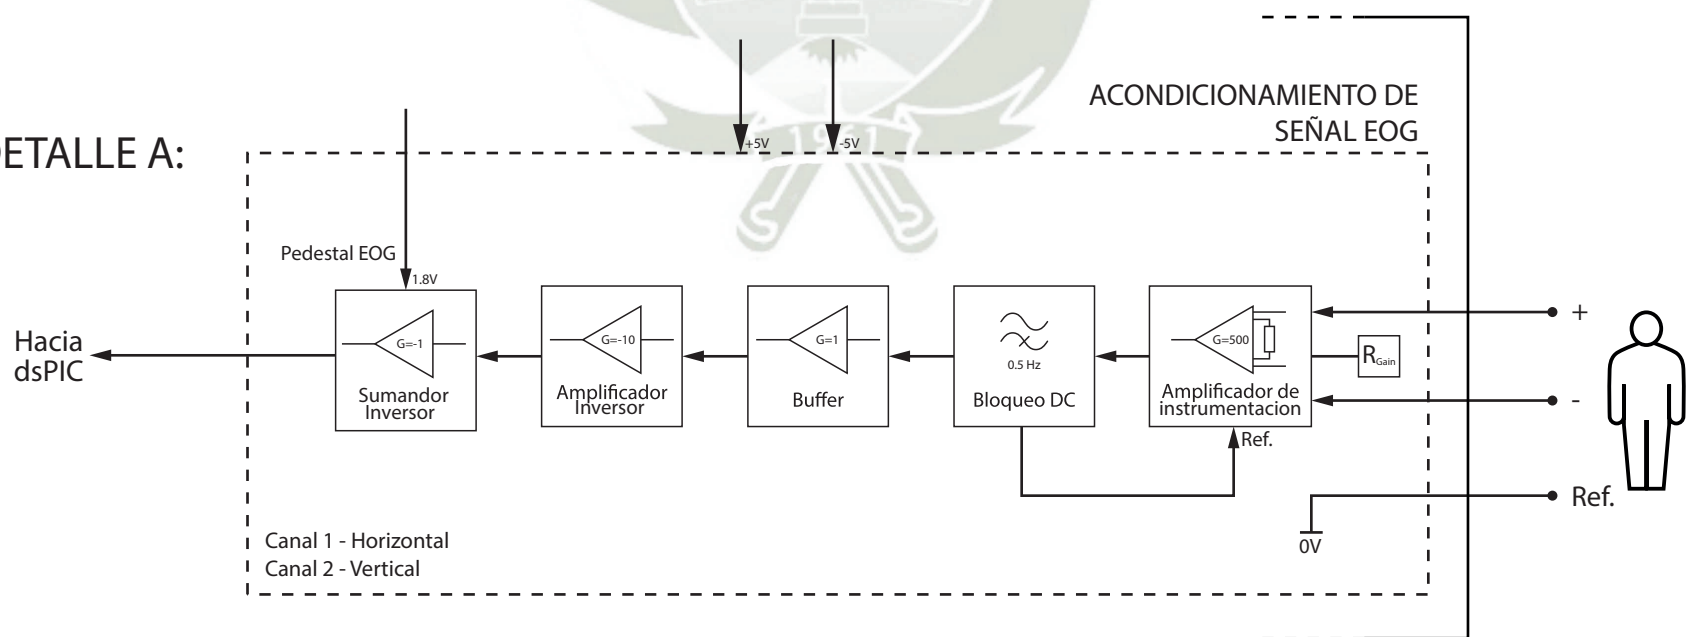 ACONDICIONAMIENTO DE
SEÑAL EOG
1961
+5V
-5V
DETALLE A:
Pedestal EOG
1.8V
Hacia
dsPIC
G=-1
Sumandor
Inversor
G=-10
Amplificador
Inversor
G=1
Buffer
0.5 Hz
Bloqueo DC
G=500
Amplificador de
instrumentacion
RGain
+
-
Ref.
Ref.
0V
Canal 1 - Horizontal
Canal 2 - Vertical